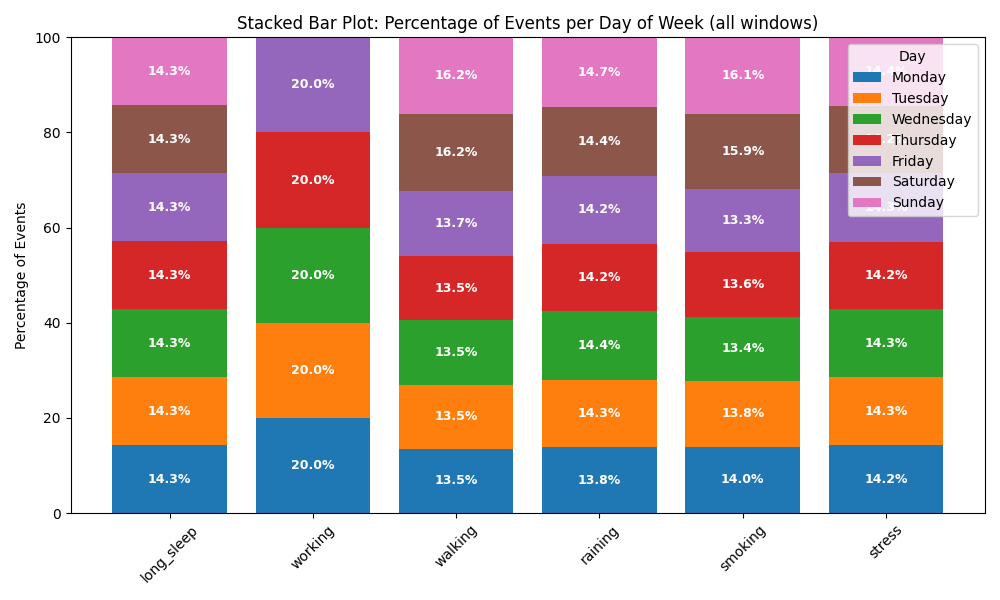 Stacked Bar Plot: Percentage of Events per Day of Week (all windows)
Percentage of Events
100
80
60
40
20
0
14.3%
14.3%
14.3%
14.3%
14.3%
14.3%
14.3%
20.0%
20.0%
20.0%
20.0%
20.0%
16.2%
16.2%
13.7%
13.5%
13.5%
13.5%
13.5%
14.7%
14.4%
14.2%
14.2%
14.4%
14.3%
13.8%
16.1%
15.9%
13.3%
13.6%
13.4%
13.8%
14.0%
14.2%
14.3%
14.3%
14.2%
Day
Monday
Tuesday
Wednesday
Thursday
Friday
Saturday
Sunday
long_sleep
working
walking
raining
smoking
stress